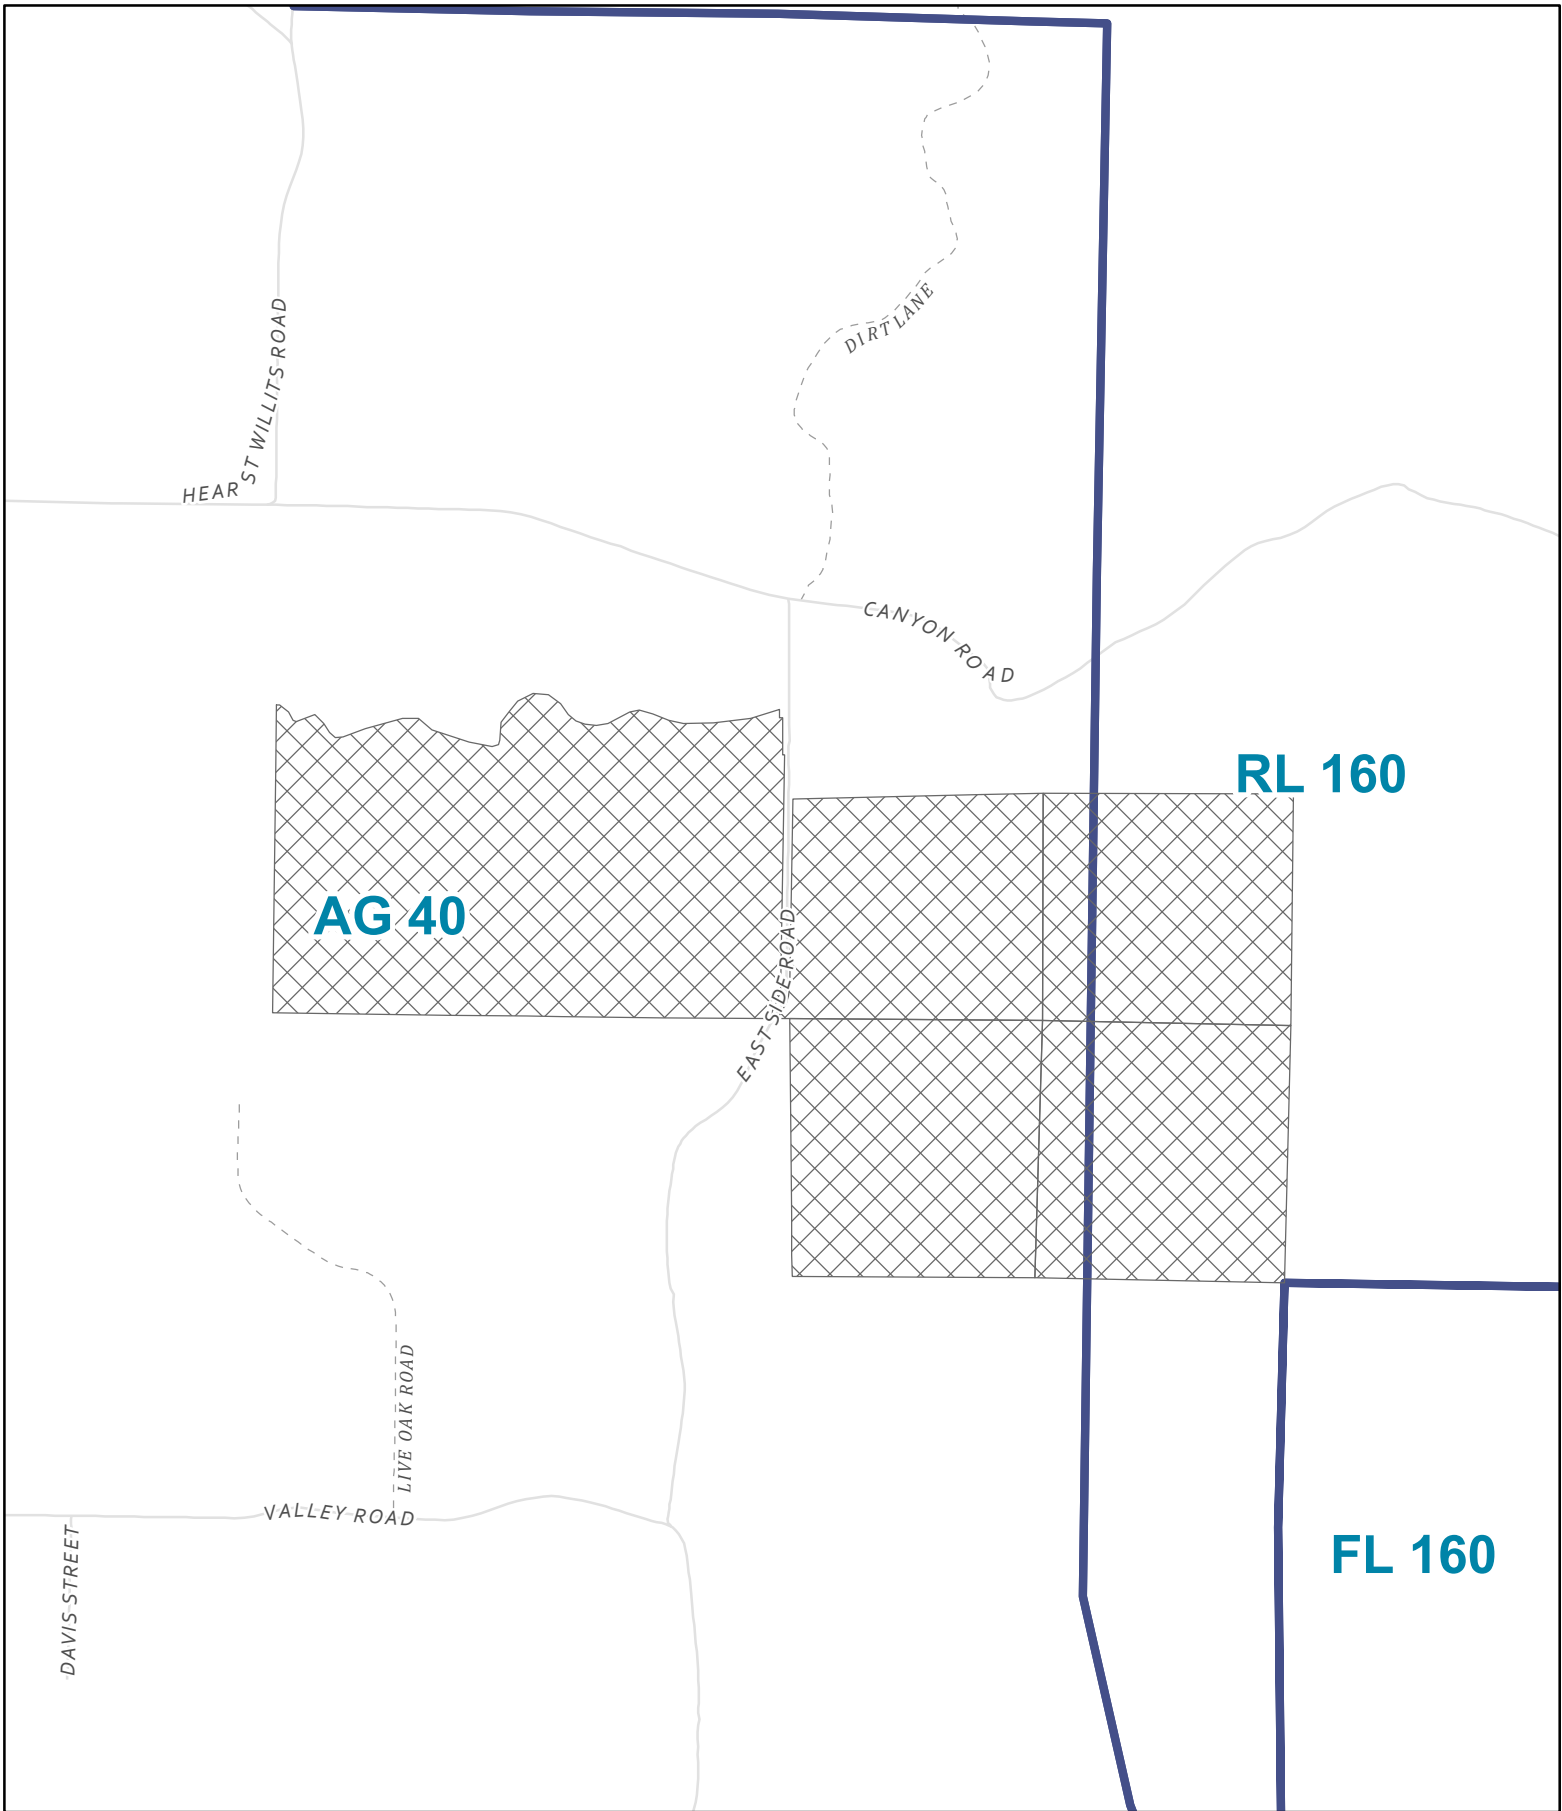 DIRT LANE
HEARST WILLITS ROAD
CANYON ROAD
RL 160
AG 40
EAST SIDE ROAD
LIVE OAK ROAD
VALLEY ROAD
DAVIS STREET
FL 160